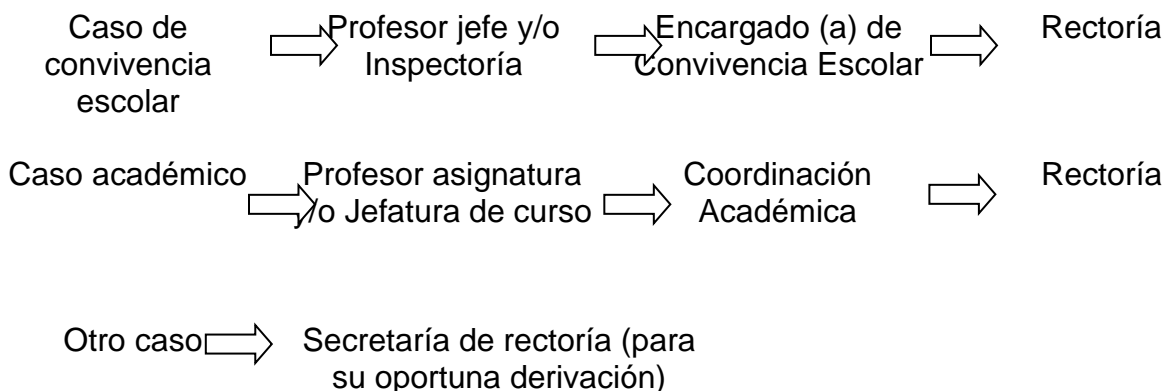 Caso de convivencia escolar
Profesor jefe y/o Inspectoría
Encargado (a) de Convivencia Escolar
Rectoría
Caso académico
Profesor asignatura y/o Jefatura de curso
Coordinación Académica
Rectoría
Otro caso
Secretaría de rectoría (para su oportuna derivación)